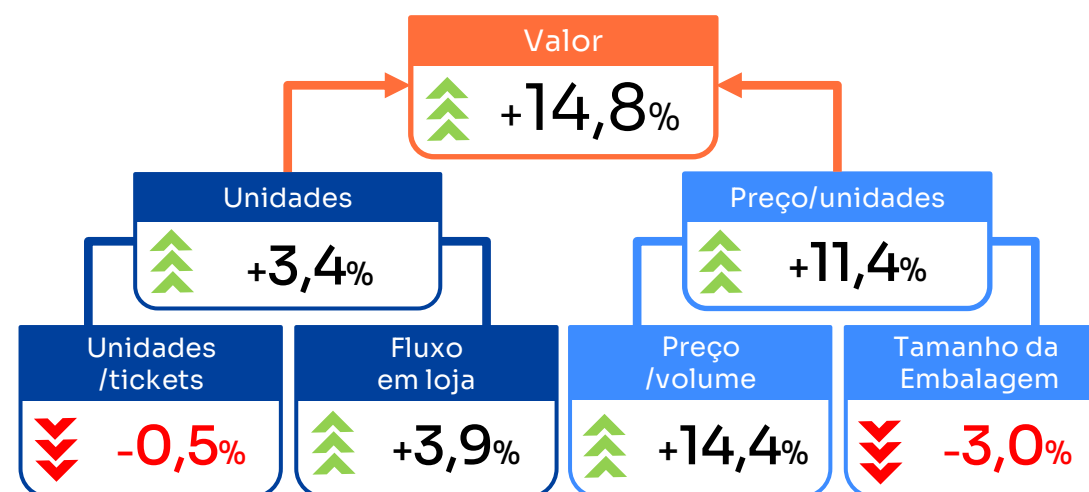 Valor
+14,8%
Unidades
+3,4%
Preço/unidades
+11,4%
Unidades
/tickets
-0,5%
Fluxo
em loja
+3,9%
Preço
/volume
+14,4%
Tamanho da
Embalagem
-3,0%